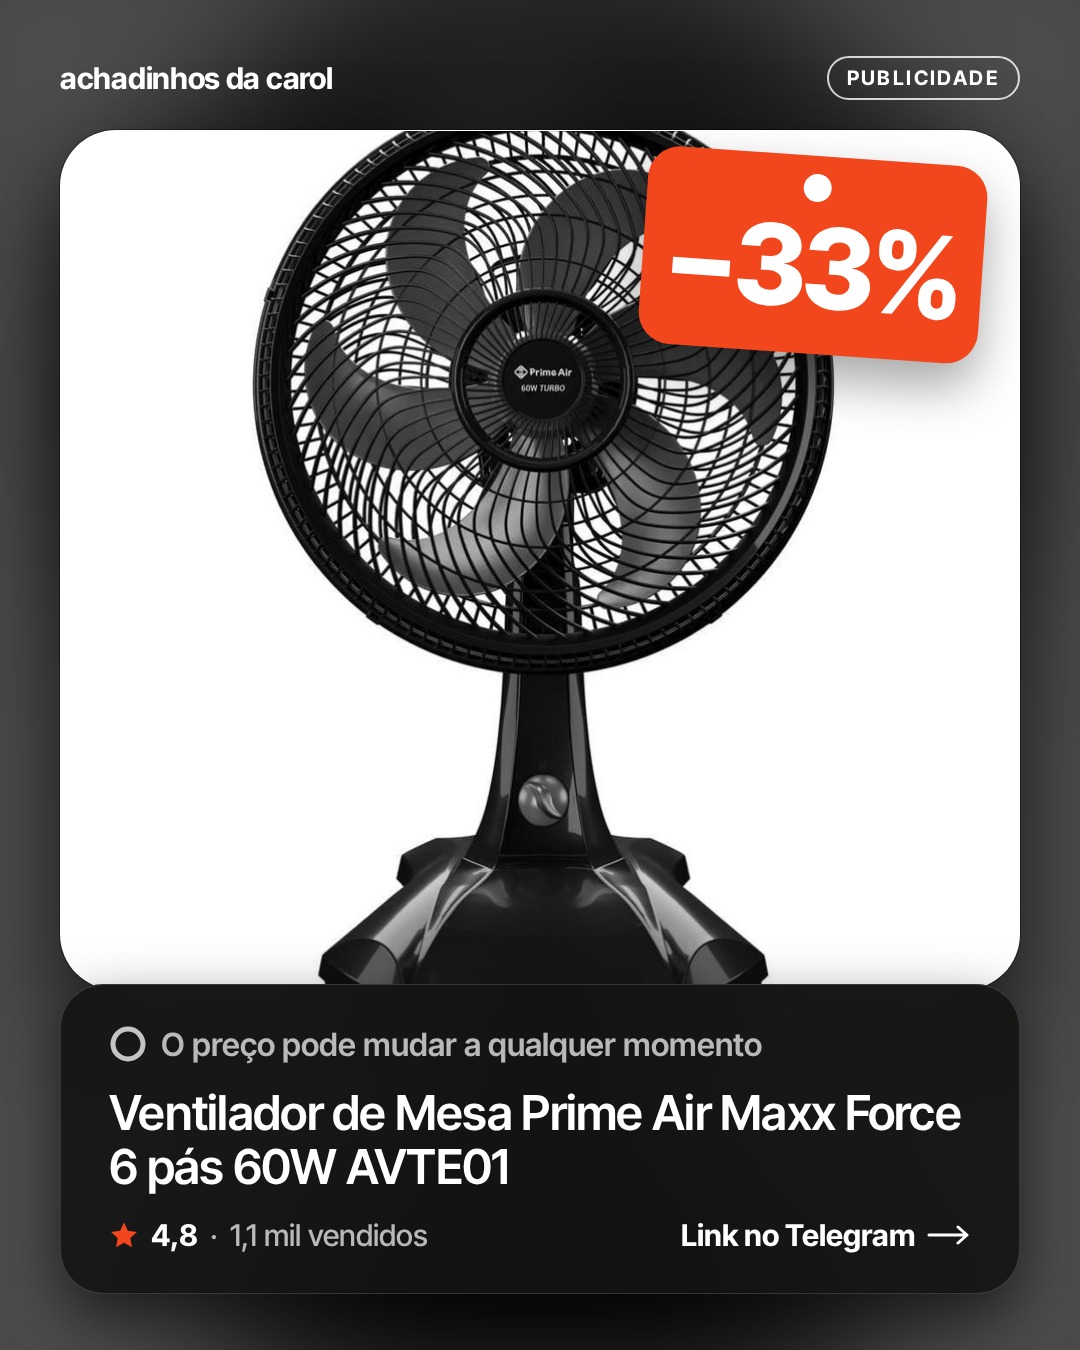 achadinhos da carol
PUBLICIDADE
−33%
Prime Air
60W TURBO
O preço pode mudar a qualquer momento
Ventilador de Mesa Prime Air Maxx Force
6 pás 60W AVTE01
4,8 · 1,1 mil vendidos
Link no Telegram →